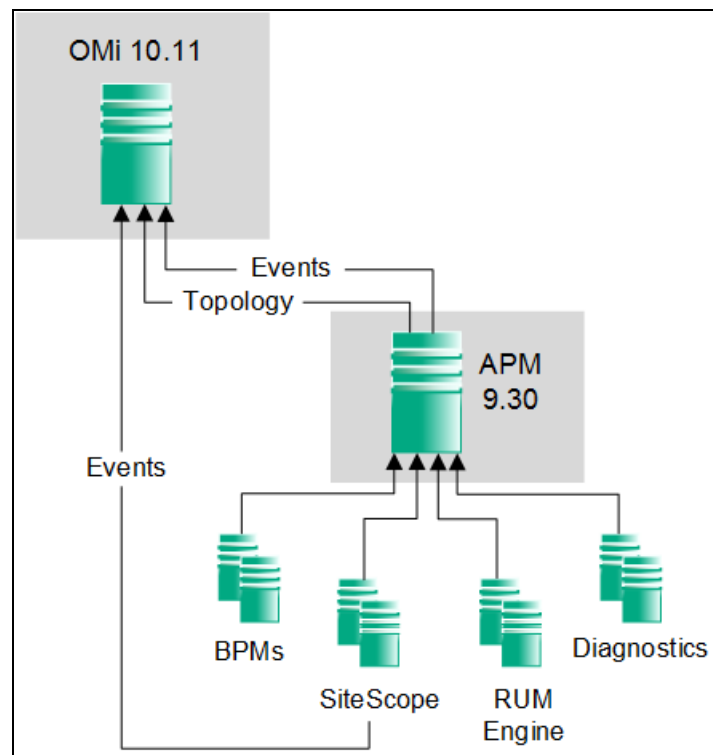 OMi 10.11
Events
Topology
APM
9.30
Events
BPMs
SiteScope
RUM
Engine
Diagnostics